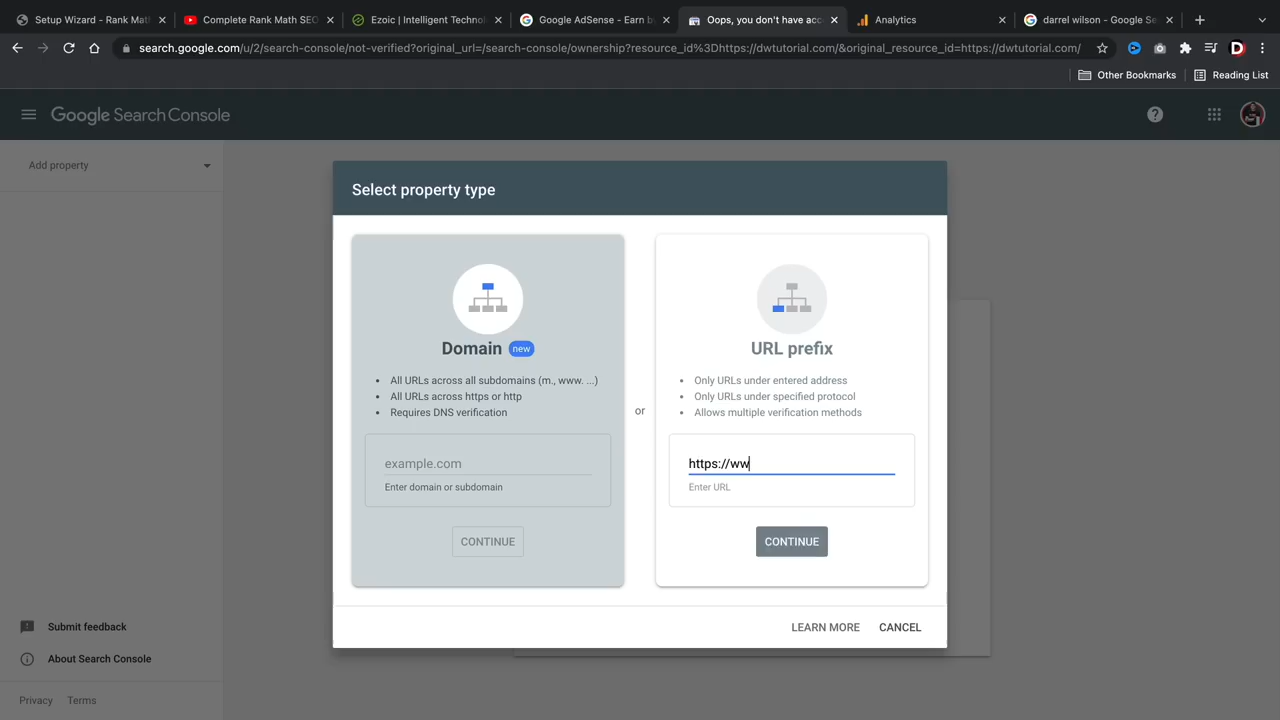 Setup Wizard - Rank Mat
Complete Rank Math SEO
Ezoic | Intelligent Technol
Google AdSense - Earn by
Oops, you don't have acc
Analytics
darrel wilson - Google Se
search.google.com/u/2/search-console/not-verified?original_url=/search-console/ownership?resource_id%3Dhttps://dwtutorial.com/&original_resource_id=https://dwtutorial.com/
D
Other Bookmarks
Reading List
Google Search Console
Add property
Select property type
Domain new
All URLs across all subdomains (m., www. ...)
All URLs across https or http
Requires DNS verification
example.com
Enter domain or subdomain
CONTINUE
or
URL prefix
Only URLs under entered address
Only URLs under specified protocol
Allows multiple verification methods
https://ww
Enter URL
CONTINUE
LEARN MORE CANCEL
Submit feedback
About Search Console
Privacy Terms